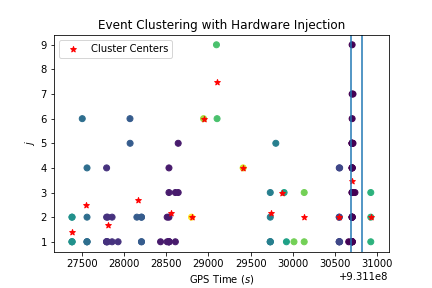 Event Clustering with Hardware Injection
Cluster Centers
9
8
7
6
5
4
3
2
1
j
27500 28000 28500 29000 29500 30000 30500 31000
GPS Time (s)
+9.311e8